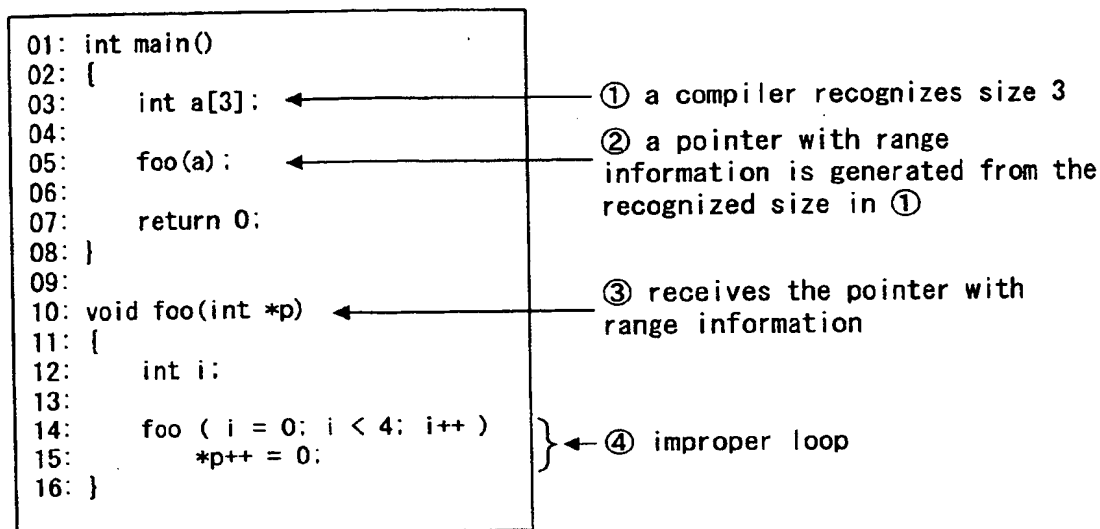 01: int main()
02: {
03: int a[3];
04:
05: foo(a);
06:
07: return 0;
08: }
09:
10: void foo(int *p)
11: {
12: int i;
13:
14: foo ( i = 0; i < 4; i++ )
15: *p++ = 0;
16: }
① a compiler recognizes size 3
② a pointer with range
information is generated from the
recognized size in ①
③ receives the pointer with
range information
④ improper loop